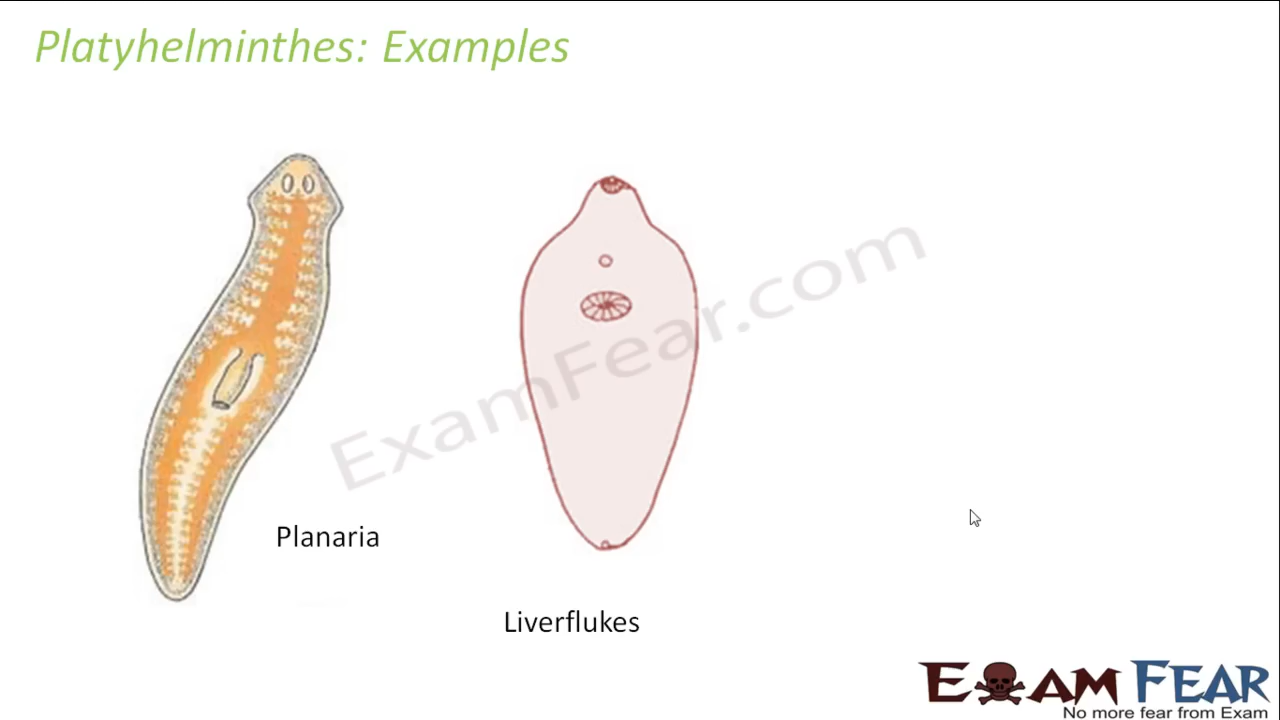 Platyhelminthes: Examples
ExamFear.com
Planaria
Liverflukes
EXAM FEAR
No more fear from Exam